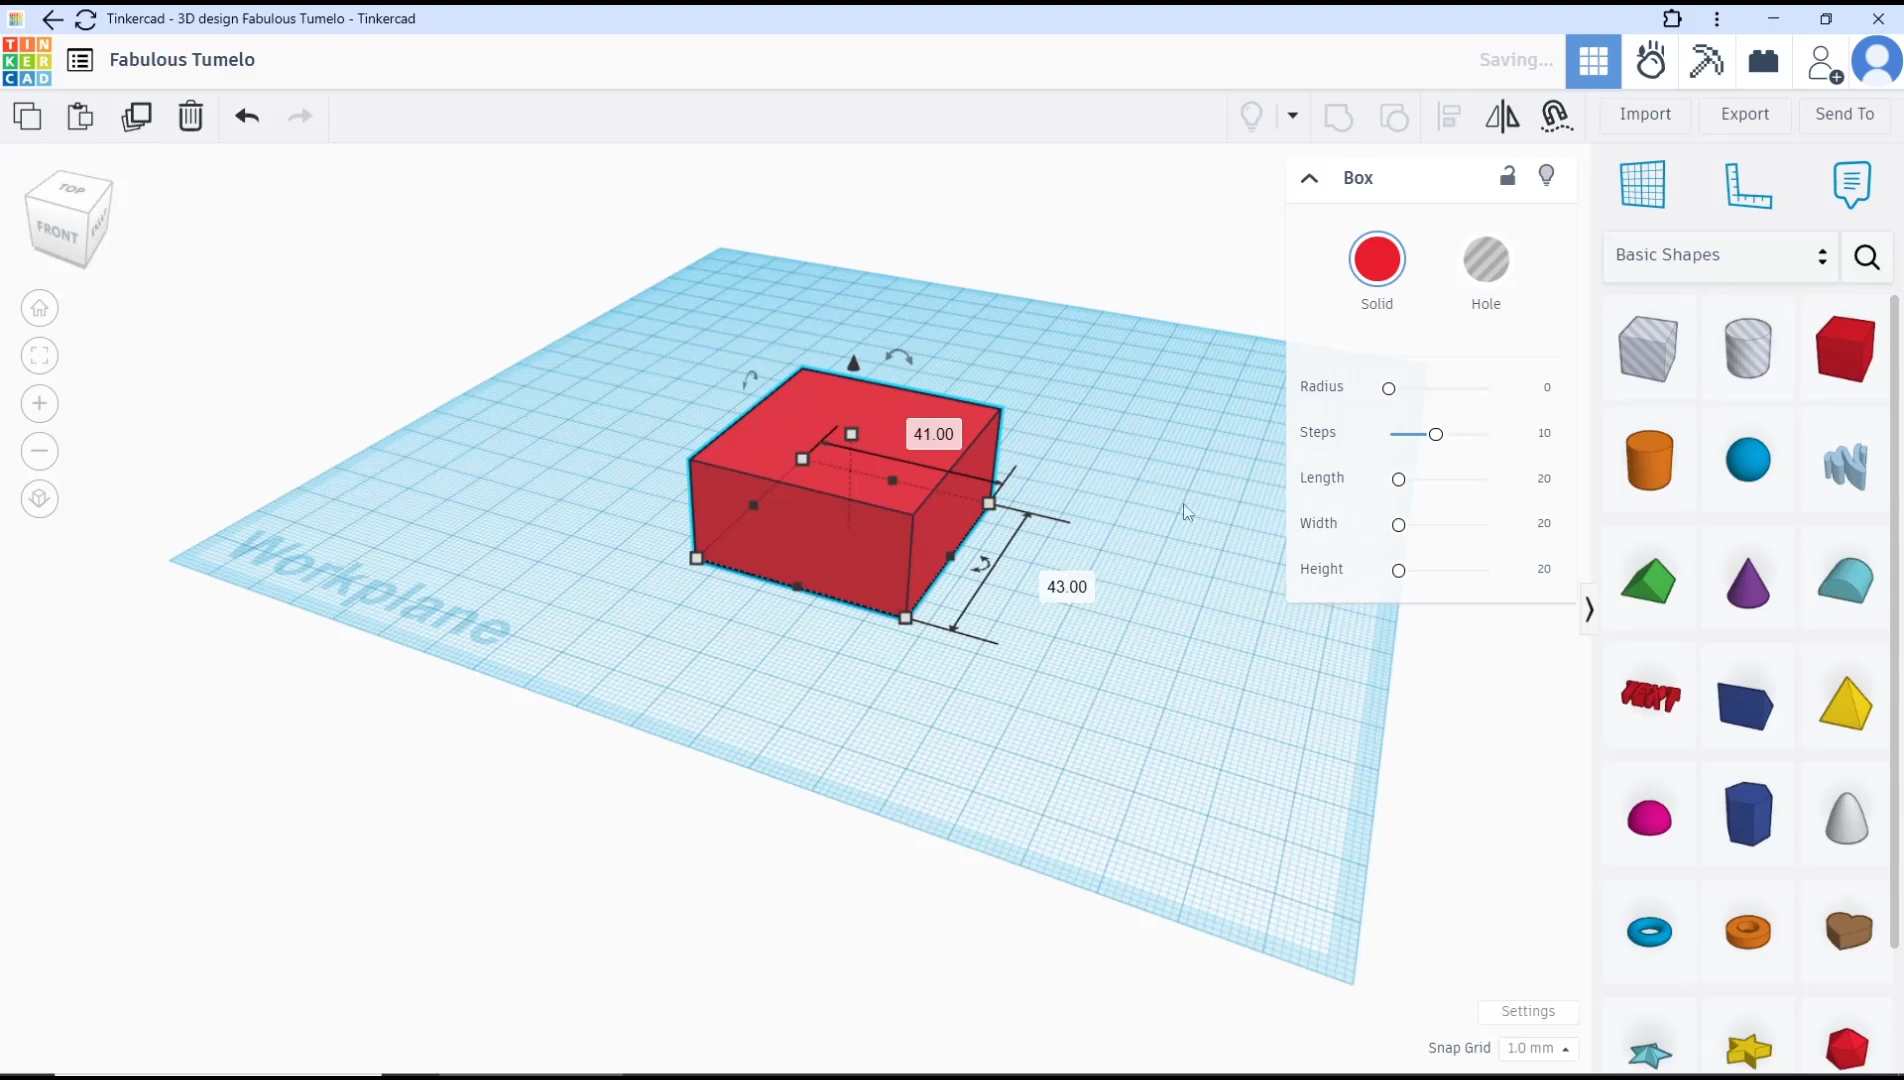 Tinkercad - 3D design Fabulous Tumelo - Tinkercad
TIN
KER
CAD
Fabulous Tumelo
Saving...
Import
Export
Send To
TOP
FRONT
Box
Solid
Hole
Radius 0
Steps 10
Length 20
Width 20
Height 20
Basic Shapes
41.00
43.00
Workplane
TEXT
Settings
Snap Grid 1.0 mm